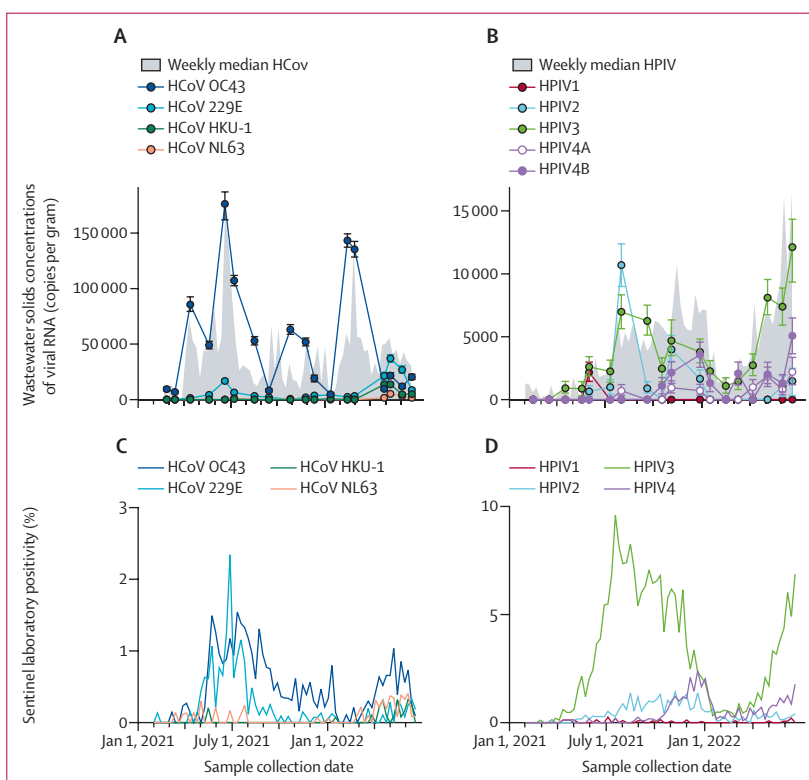 A
Weekly median HCov
HCoV OC43
HCoV 229E
HCoV HKU-1
HCoV NL63
B
Weekly median HPIV
HPIV1
HPIV2
HPIV3
HPIV4A
HPIV4B
Wastewater solids concentrations
of viral RNA (copies per gram)
150 000
100 000
50 000
0
15 000
10 000
5000
0
C
HCoV OC43 HCoV HKU-1
HCoV 229E HCoV NL63
D
HPIV1 HPIV3
HPIV2 HPIV4
Sentinel laboratory positivity (%)
3
2
1
0
10
5
0
Jan 1, 2021 July 1, 2021 Jan 1, 2022
Sample collection date
Jan 1, 2021 July 1, 2021 Jan 1, 2022
Sample collection date